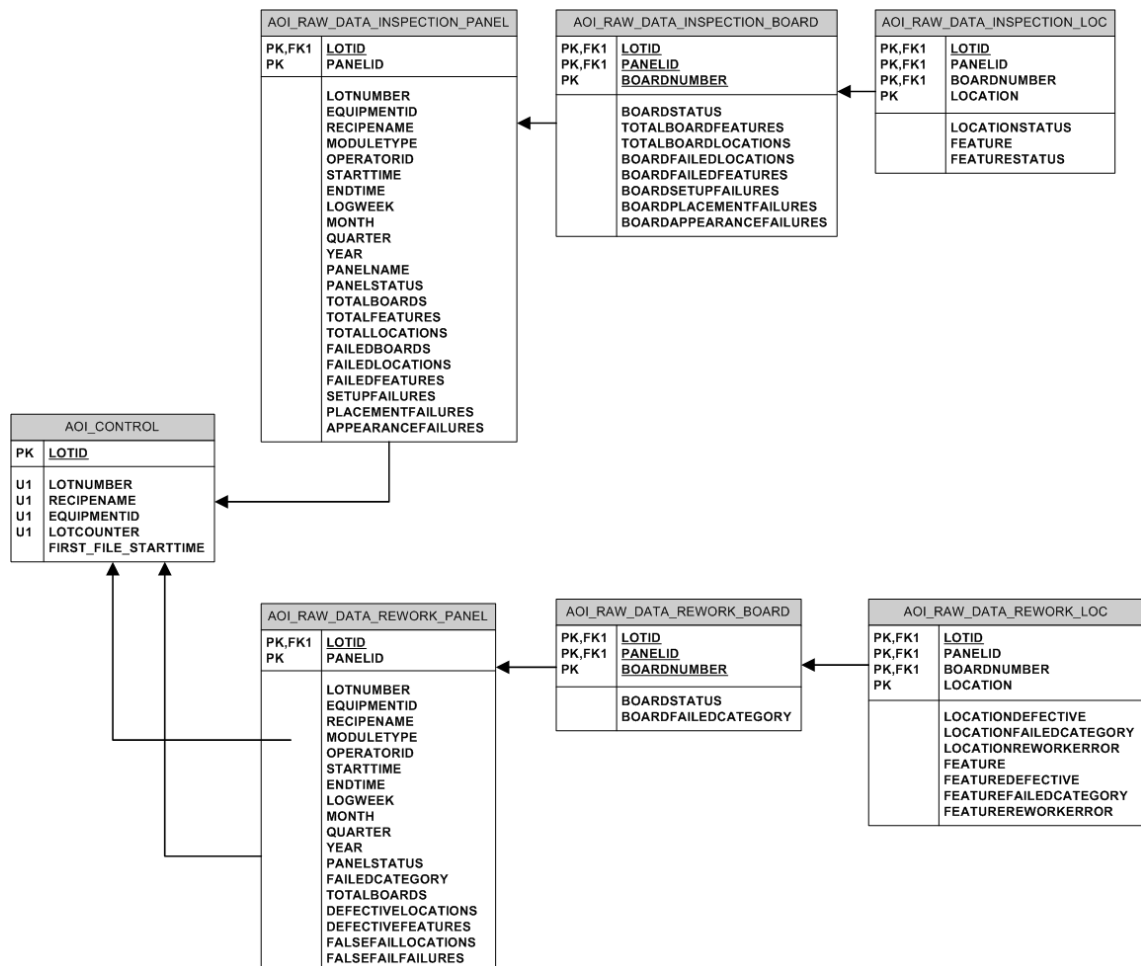 AOI_RAW_DATA_INSPECTION_PANEL
PK,FK1 LOTID
PK PANELID
LOTNUMBER
EQUIPMENTID
RECIPENAME
MODULETYPE
OPERATORID
STARTTIME
ENDTIME
LOGWEEK
MONTH
QUARTER
YEAR
PANELNAME
PANELSTATUS
TOTALBOARDS
TOTALFEATURES
TOTALLOCATIONS
FAILEDBOARDS
FAILEDLOCATIONS
FAILEDFEATURES
SETUPFAILURES
PLACEMENTFAILURES
APPEARANCEFAILURES
AOI_RAW_DATA_INSPECTION_BOARD
PK,FK1 LOTID
PK,FK1 PANELID
PK BOARDNUMBER
BOARDSTATUS
TOTALBOARDFEATURES
TOTALBOARDLOCATIONS
BOARDFAILEDLOCATIONS
BOARDFAILEDFEATURES
BOARDSETUPFAILURES
BOARDPLACEMENTFAILURES
BOARDAPPEARANCEFAILURES
AOI_RAW_DATA_INSPECTION_LOC
PK,FK1 LOTID
PK,FK1 PANELID
PK,FK1 BOARDNUMBER
PK LOCATION
LOCATIONSTATUS
FEATURE
FEATURESTATUS
AOI_CONTROL
PK LOTID
U1 LOTNUMBER
U1 RECIPENAME
U1 EQUIPMENTID
U1 LOTCOUNTER
FIRST_FILE_STARTTIME
AOI_RAW_DATA_REWORK_PANEL
PK,FK1 LOTID
PK PANELID
LOTNUMBER
EQUIPMENTID
RECIPENAME
MODULETYPE
OPERATORID
STARTTIME
ENDTIME
LOGWEEK
MONTH
QUARTER
YEAR
PANELSTATUS
FAILEDCATEGORY
TOTALBOARDS
DEFECTIVELOCATIONS
DEFECTIVEFEATURES
FALSEFAILLOCATIONS
FALSEFAILFAILURES
AOI_RAW_DATA_REWORK_BOARD
PK,FK1 LOTID
PK,FK1 PANELID
PK BOARDNUMBER
BOARDSTATUS
BOARDFAILEDCATEGORY
AOI_RAW_DATA_REWORK_LOC
PK,FK1 LOTID
PK,FK1 PANELID
PK,FK1 BOARDNUMBER
PK LOCATION
LOCATIONDEFECTIVE
LOCATIONFAILEDCATEGORY
LOCATIONREWORKERROR
FEATURE
FEATUREDEFECTIVE
FEATUREFAILEDCATEGORY
FEATUREREWORKERROR